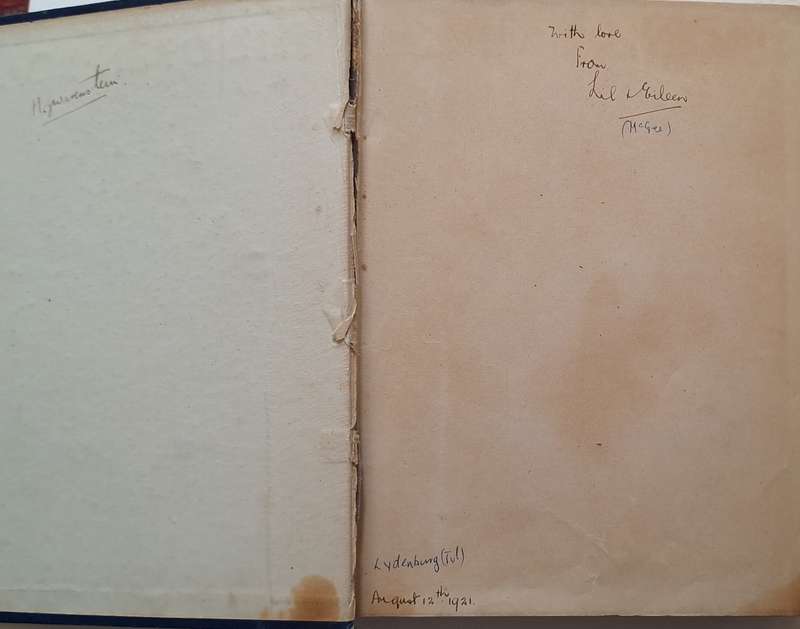 With love
From
Lil & Eileen
(McGee)
Lydenburg (Tvl)
August 12th 1921.